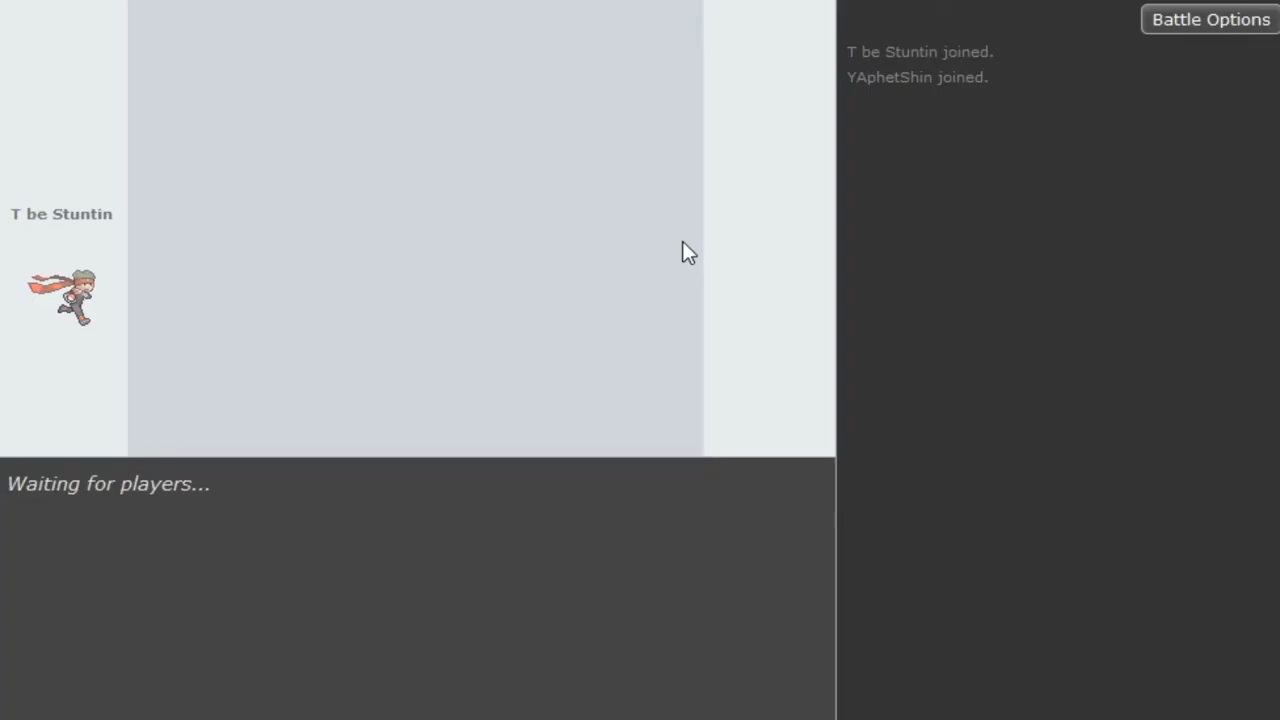 Battle Options
T be Stuntin joined.
YAphetShin joined.
T be Stuntin
Waiting for players...